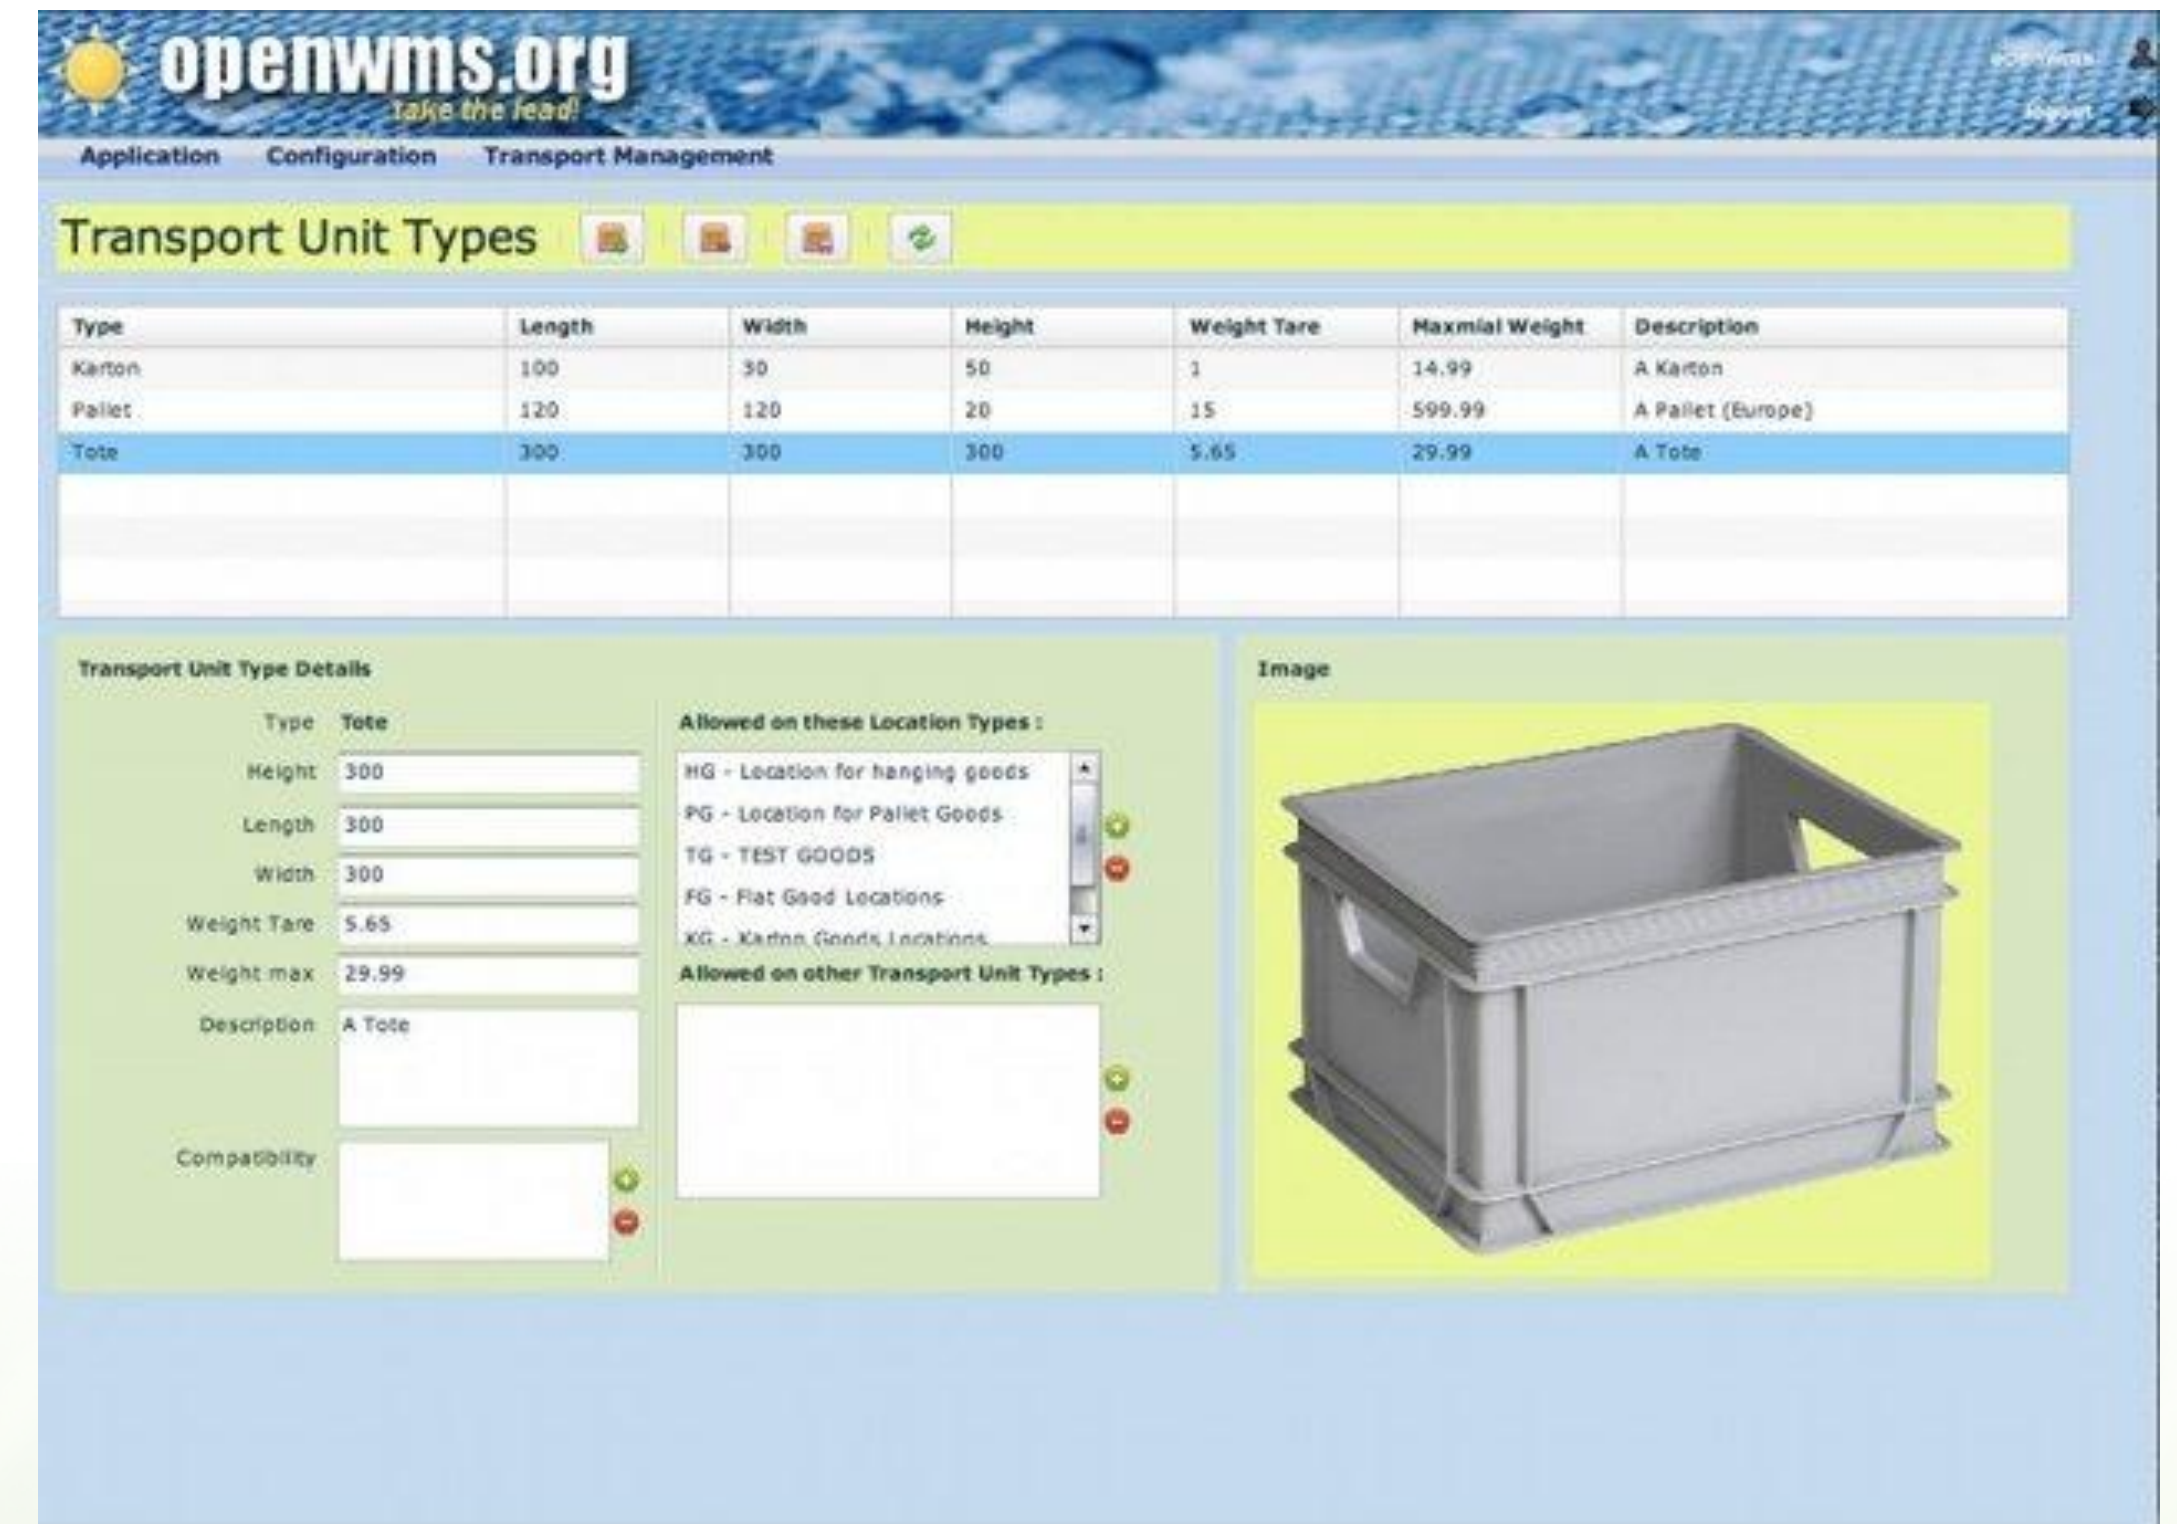 openwms.org
Take the lead!
Application Configuration Transport Management
Transport Unit Types
Type Length Width Height Weight Tare Maxmial Weight Description
Karton 100 30 50 1 14.99 A Karton
Pallet 120 120 20 15 599.99 A Pallet (Europe)
Tote 300 300 300 5.65 29.99 A Tote
Transport Unit Type Details
Type Tote
Height 300
Length 300
Width 300
Weight Tare 5.65
Weight max 29.99
Description A Tote
Compatibility
Allowed on these Location Types :
HG - Location for hanging goods
PG - Location for Pallet Goods
TG - TEST GOODS
FG - Flat Good Locations
KG - Karton Goods Locations
Allowed on other Transport Unit Types :
Image